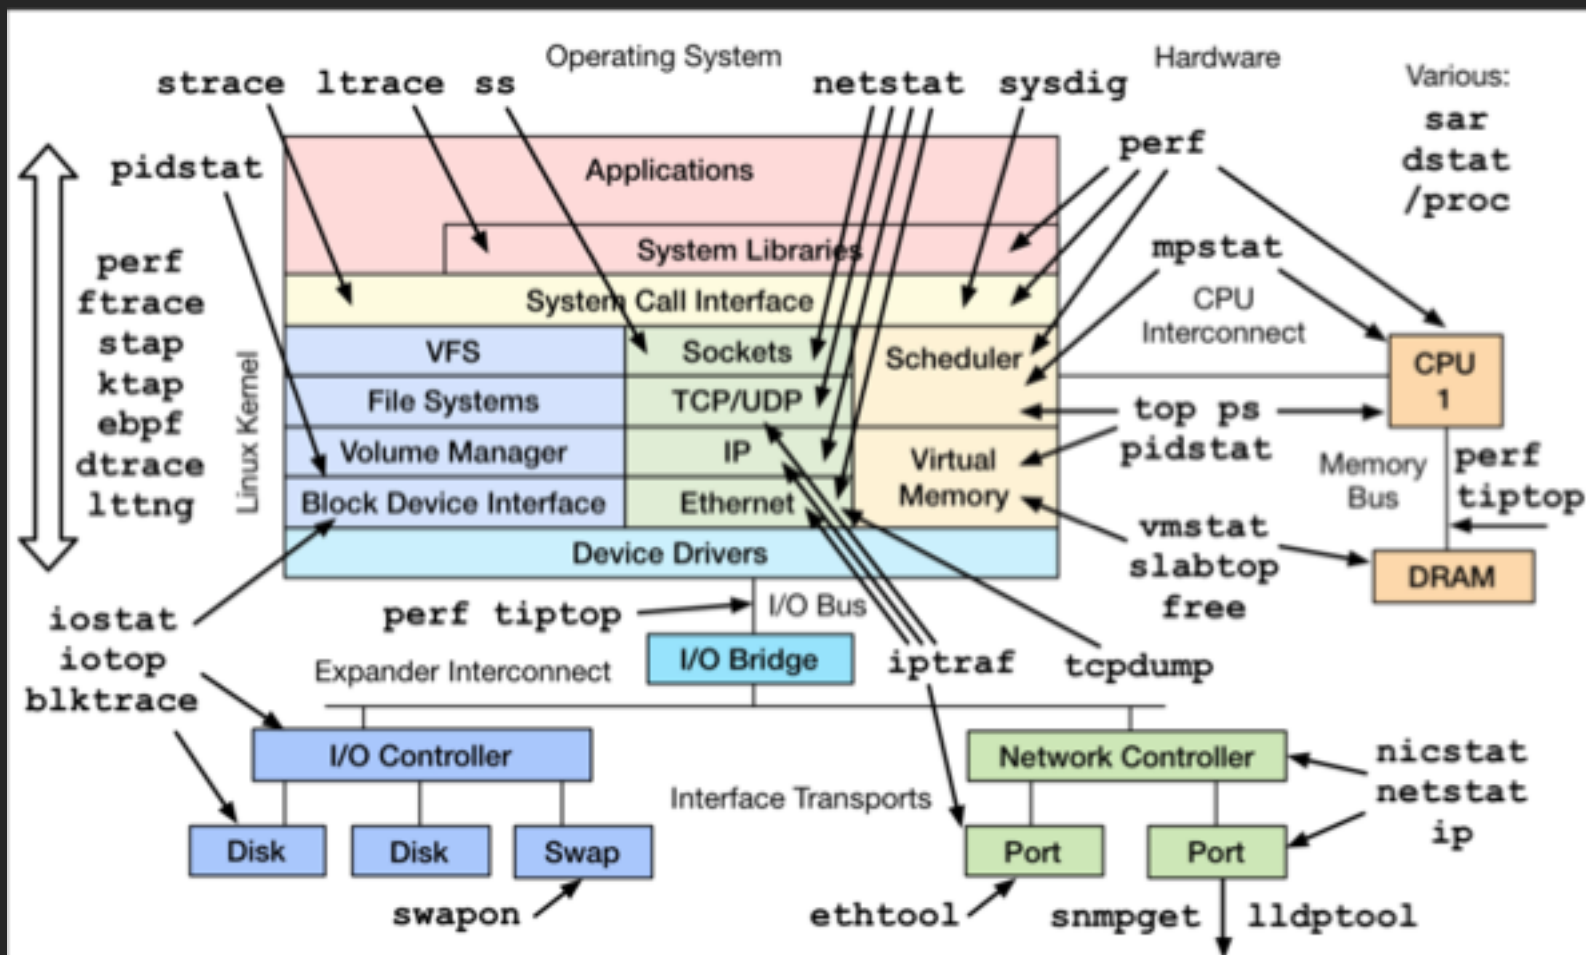 Operating System
Hardware
strace ltrace ss
netstat sysdig
Various:
sar
dstat
/proc
pidstat
perf
Applications
System Libraries
System Call Interface
mpstat
CPU
Interconnect
perf
ftrace
stap
ktap
ebpf
dtrace
lttng
Linux Kernel
VFS
File Systems
Volume Manager
Block Device Interface
Sockets
TCP/UDP
IP
Ethernet
Scheduler
Virtual
Memory
Device Drivers
CPU
1
top ps
pidstat
Memory
Bus
perf
tiptop
vmstat
slabtop
free
DRAM
iostat
iotop
blktrace
perf tiptop
I/O Bus
I/O Bridge
Expander Interconnect
iptraf
tcpdump
I/O Controller
Network Controller
nicstat
netstat
ip
Interface Transports
Disk
Disk
Swap
Port
Port
swapon
ethtool
snmpget
lldptool